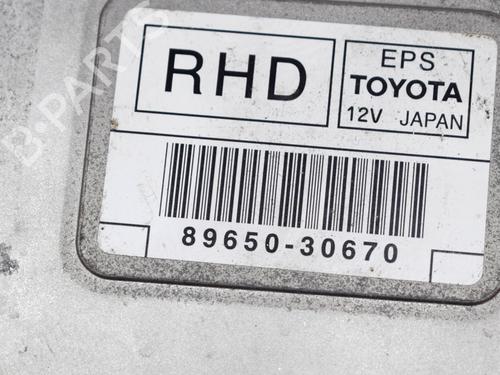 B-PARTS
RHD
EPS
TOYOTA
12V JAPAN
89650-30670